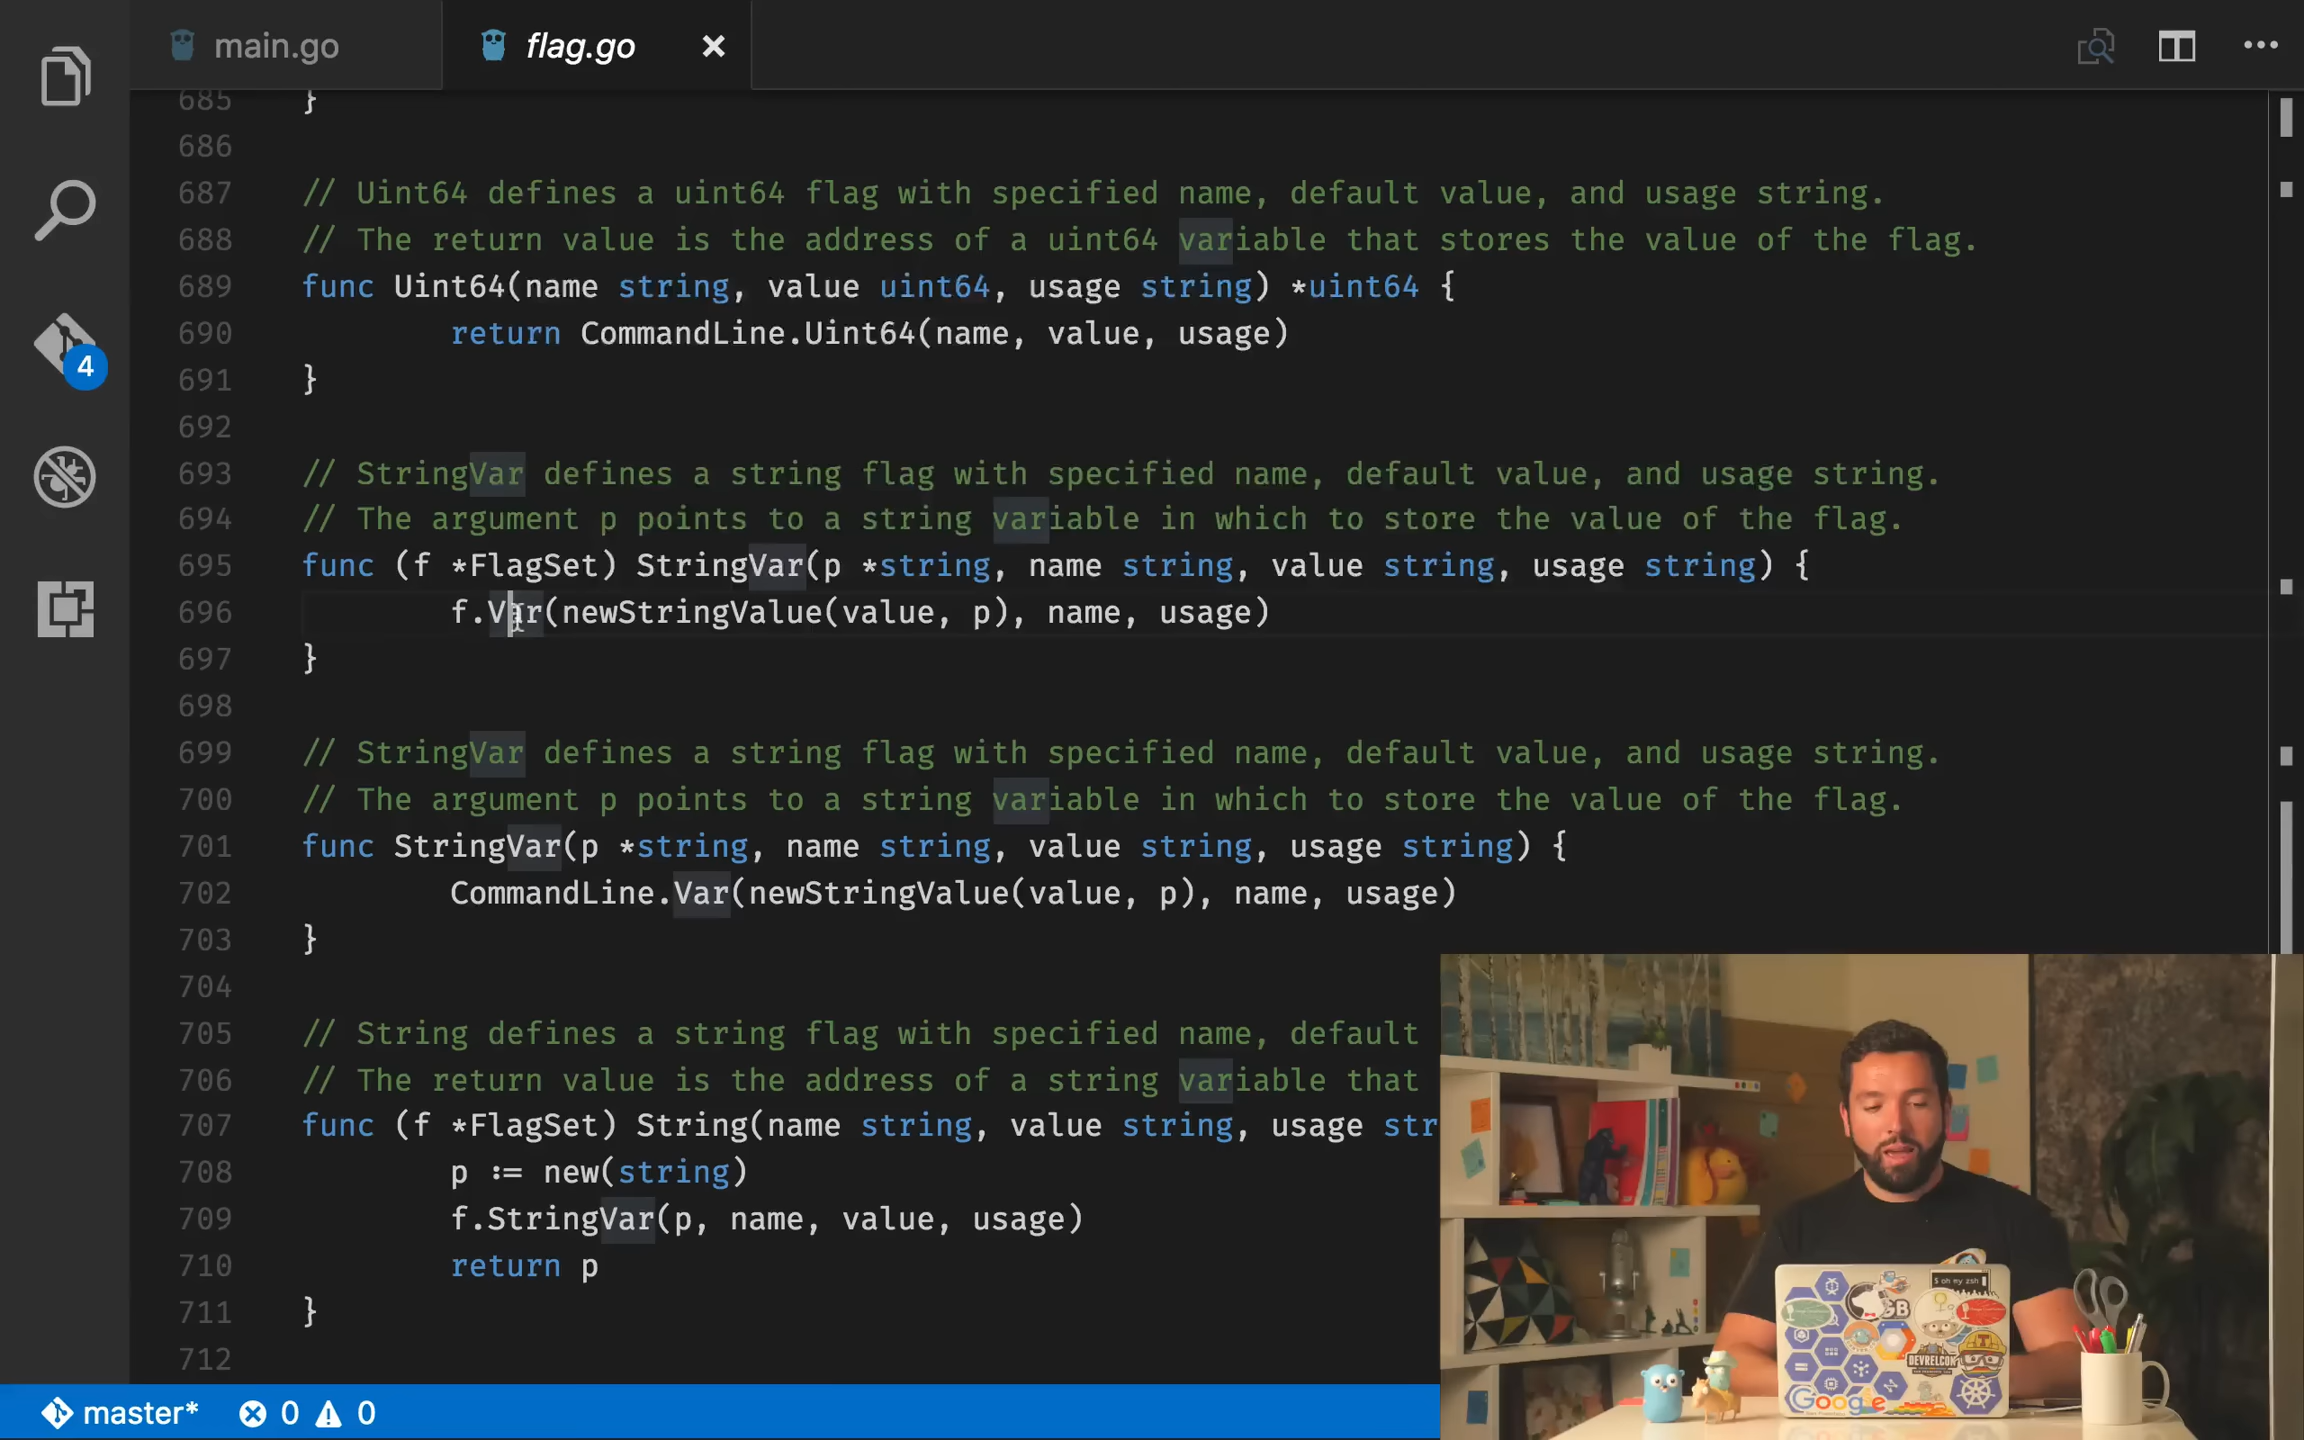 main.go
flag.go
685 }
686
687 // Uint64 defines a uint64 flag with specified name, default value, and usage string.
688 // The return value is the address of a uint64 variable that stores the value of the flag.
689 func Uint64(name string, value uint64, usage string) *uint64 {
690 return CommandLine.Uint64(name, value, usage)
691 }
692
693 // StringVar defines a string flag with specified name, default value, and usage string.
694 // The argument p points to a string variable in which to store the value of the flag.
695 func (f *FlagSet) StringVar(p *string, name string, value string, usage string) {
696 f.Var(newStringValue(value, p), name, usage)
697 }
698
699 // StringVar defines a string flag with specified name, default value, and usage string.
700 // The argument p points to a string variable in which to store the value of the flag.
701 func StringVar(p *string, name string, value string, usage string) {
702 CommandLine.Var(newStringValue(value, p), name, usage)
703 }
704
705 // String defines a string flag with specified name, default
706 // The return value is the address of a string variable that
707 func (f *FlagSet) String(name string, value string, usage str
708 p := new(string)
709 f.StringVar(p, name, value, usage)
710 return p
711 }
712
4
master* 0 0
$ oh my zsh
GB
DEVRELCON
Google